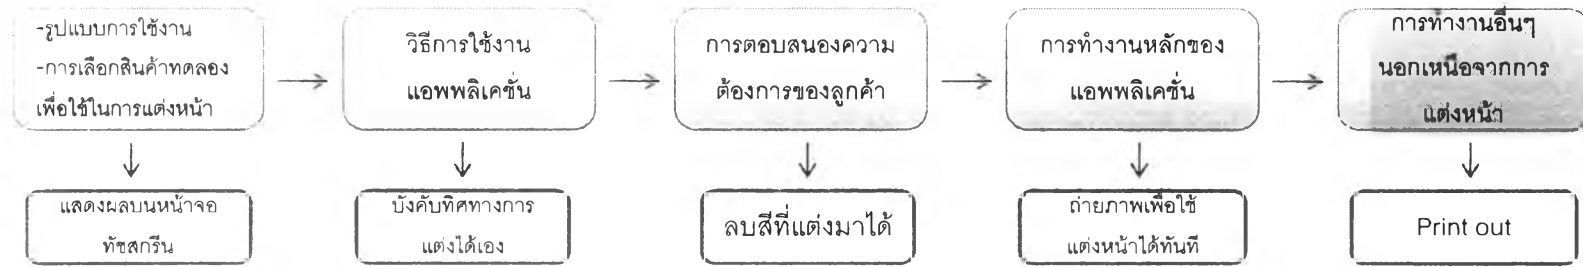 -รูปแบบการใช้งาน
-การเลือกสินค้าทดลอง
เพื่อใช้ในการแต่งหน้า
วิธีการใช้งาน
แอพพลิเคชั่น
การตอบสนองความ
ต้องการของลูกค้า
การทำงานหลักของ
แอพพลิเคชั่น
การทำงานอื่นๆ
นอกเหนือจากการ
แต่งหน้า
แสดงผลบนหน้าจอ
ทัชสกรีน
บังคับทิศทางการ
แต่งได้เอง
ลบสีที่แต่งมาได้
ถ่ายภาพเพื่อใช้
แต่งหน้าได้ทันที
Print out